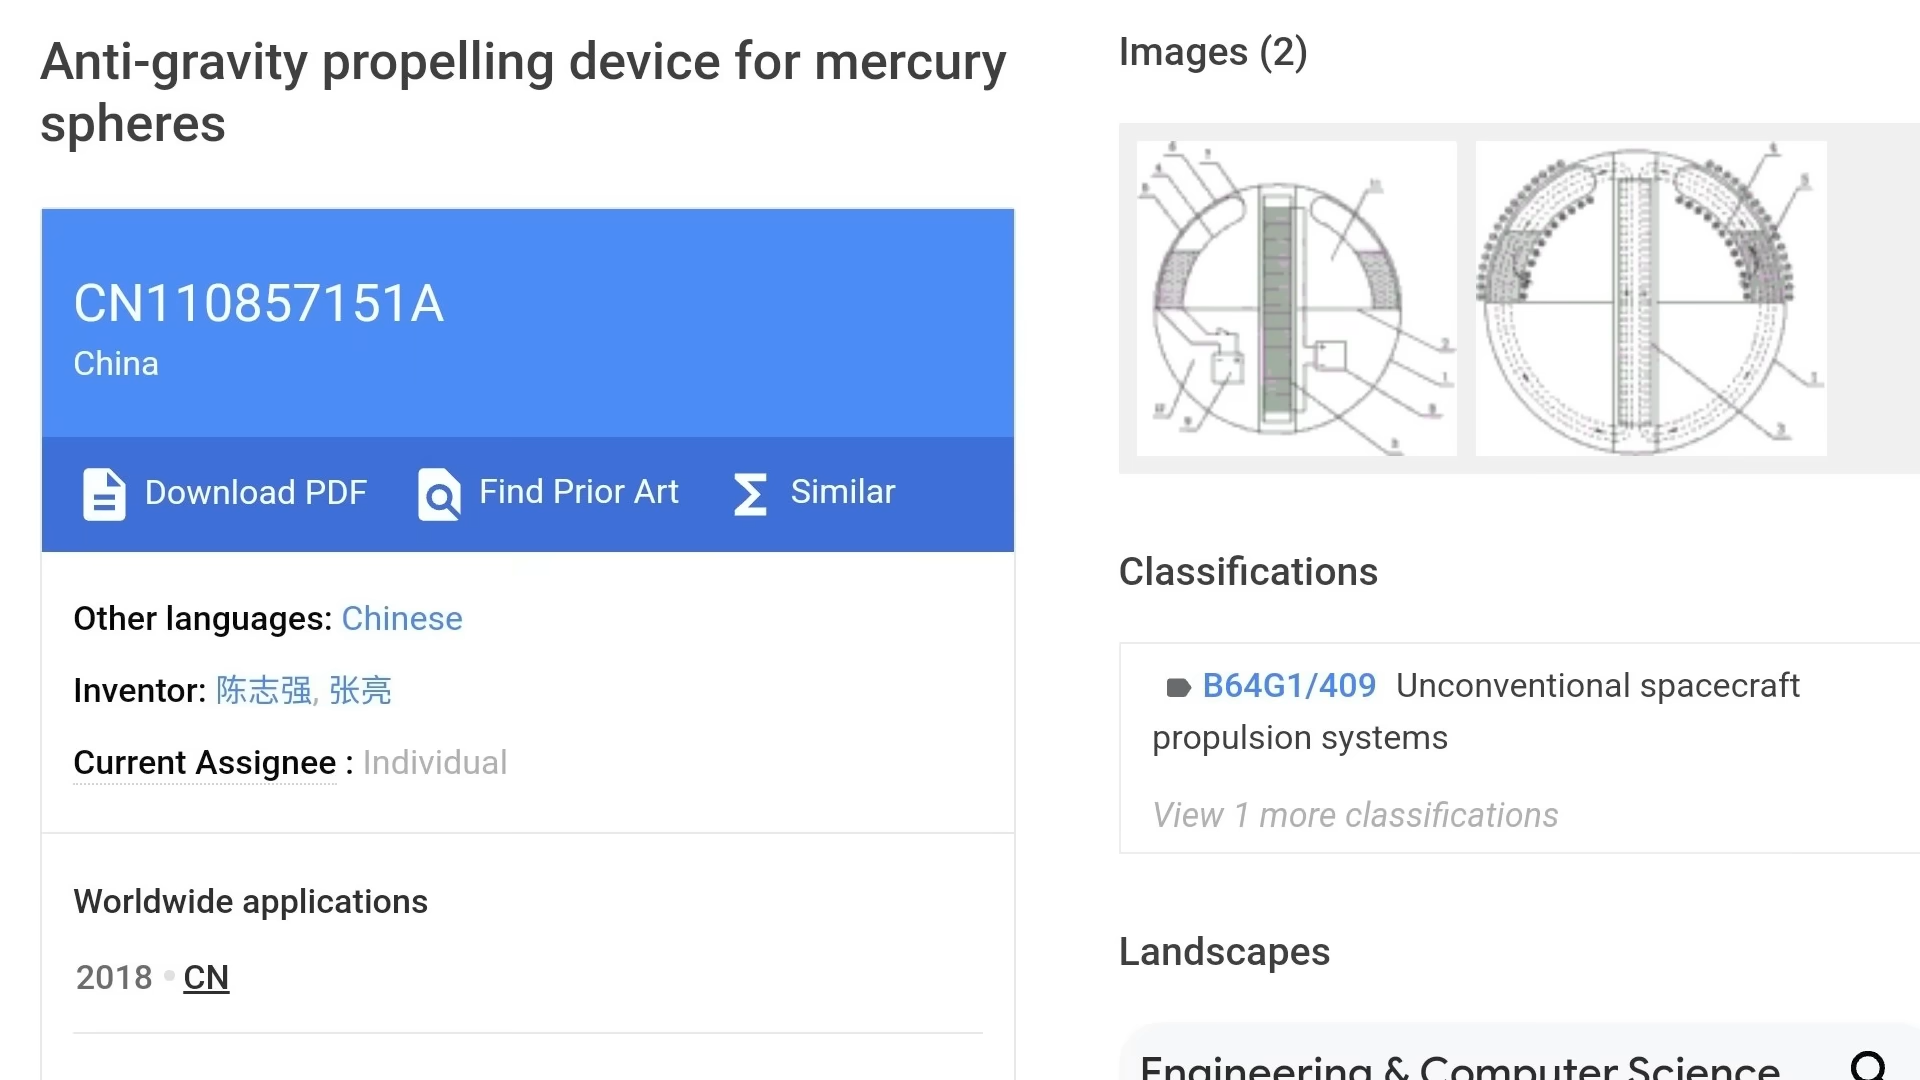 Anti-gravity propelling device for mercury
spheres
CN110857151A
China
Download PDF
Find Prior Art
Similar
Other languages: Chinese
Inventor: 陈志强, 张亮
Current Assignee : Individual
Worldwide applications
2018 • CN
Images (2)
Classifications
B64G1/409 Unconventional spacecraft
propulsion systems
View 1 more classifications
Landscapes
Engineering & Computer Science